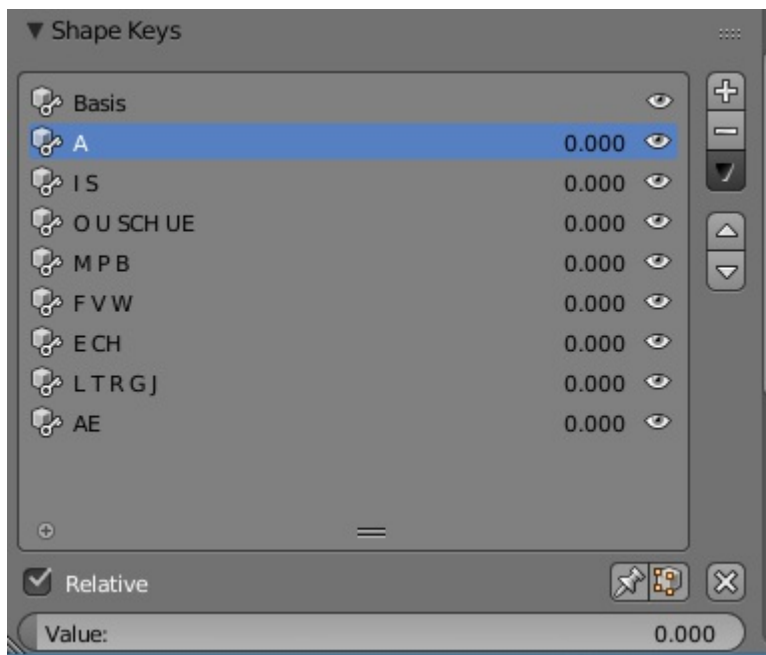 Shape Keys
Basis
A 0.000
I S 0.000
O U SCH UE 0.000
M P B 0.000
F V W 0.000
E CH 0.000
L T R G J 0.000
AE 0.000
Relative
Value: 0.000